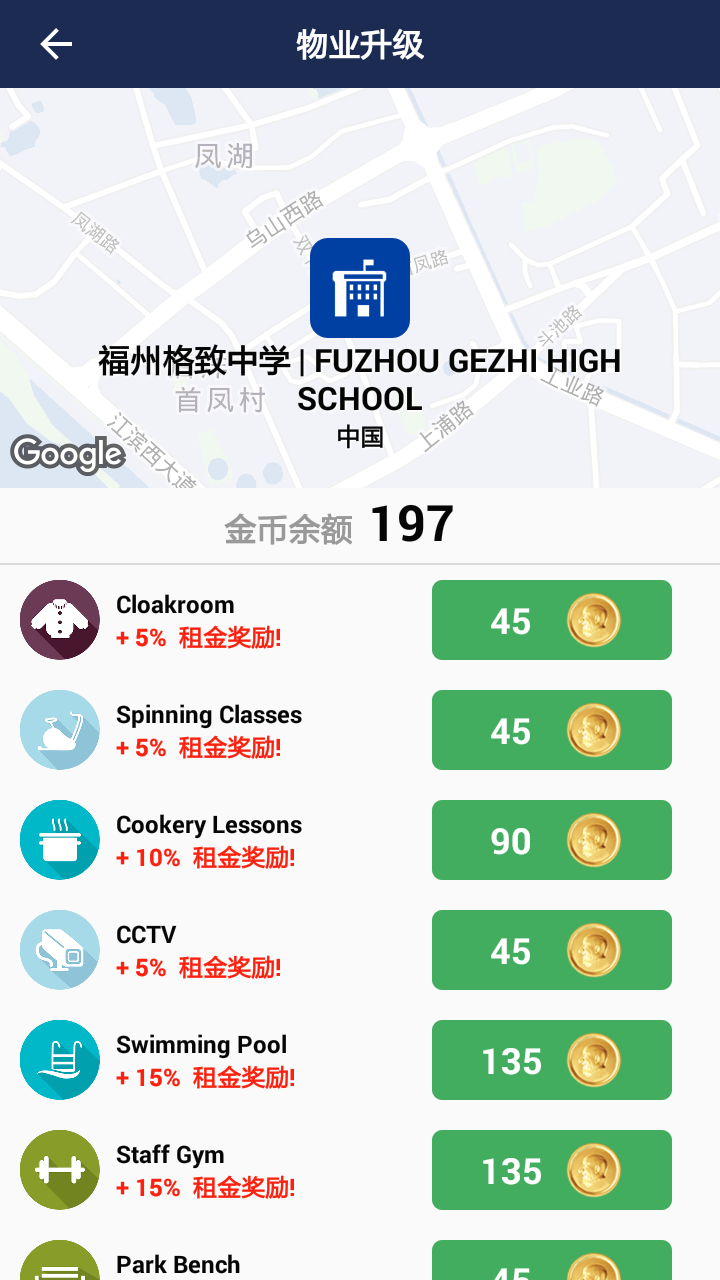 物业升级
凤湖
乌山西路
凤湖路
凤路
斗池路
福州格致中学 | FUZHOU GEZHI HIGH
SCHOOL
首凤村
工业路
中国
上浦路
江滨西大道
Google
金币余额 197
Cloakroom
+ 5% 租金奖励!
45
Spinning Classes
+ 5% 租金奖励!
45
Cookery Lessons
+ 10% 租金奖励!
90
CCTV
+ 5% 租金奖励!
45
Swimming Pool
+ 15% 租金奖励!
135
Staff Gym
+ 15% 租金奖励!
135
Park Bench
45